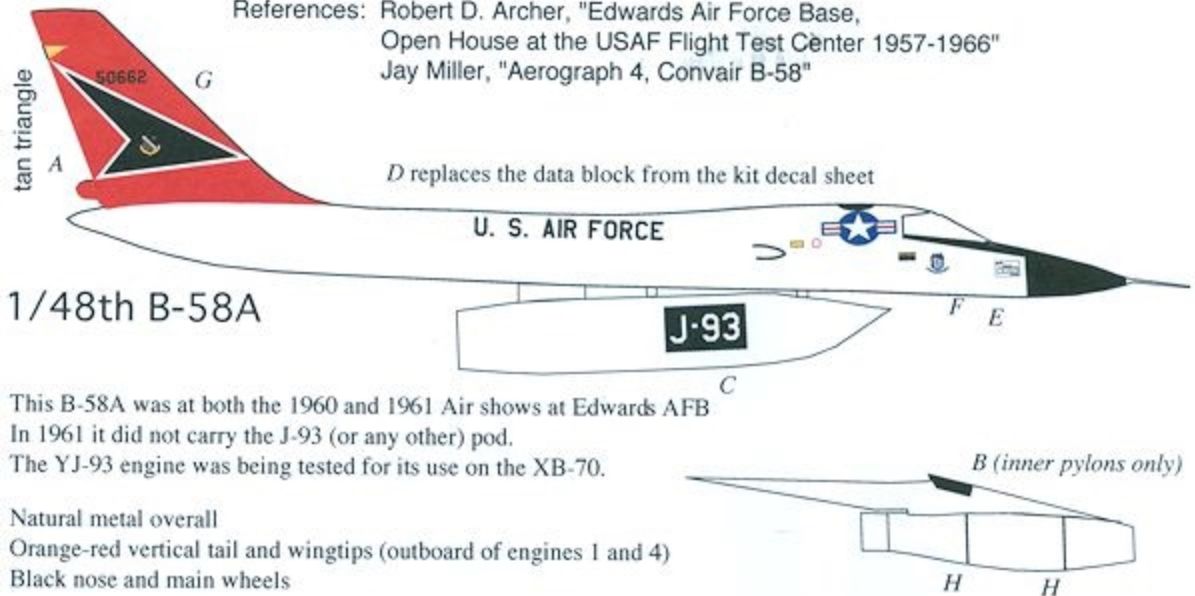 References: Robert D. Archer, "Edwards Air Force Base,
Open House at the USAF Flight Test Center 1957-1966"
Jay Miller, "Aerograph 4, Convair B-58"
tan triangle
50662
G
A
D replaces the data block from the kit decal sheet
U. S. AIR FORCE
1/48th B-58A
J-93
F
E
C
This B-58A was at both the 1960 and 1961 Air shows at Edwards AFB
In 1961 it did not carry the J-93 (or any other) pod.
The YJ-93 engine was being tested for its use on the XB-70.
B (inner pylons only)
Natural metal overall
Orange-red vertical tail and wingtips (outboard of engines 1 and 4)
Black nose and main wheels
H
H